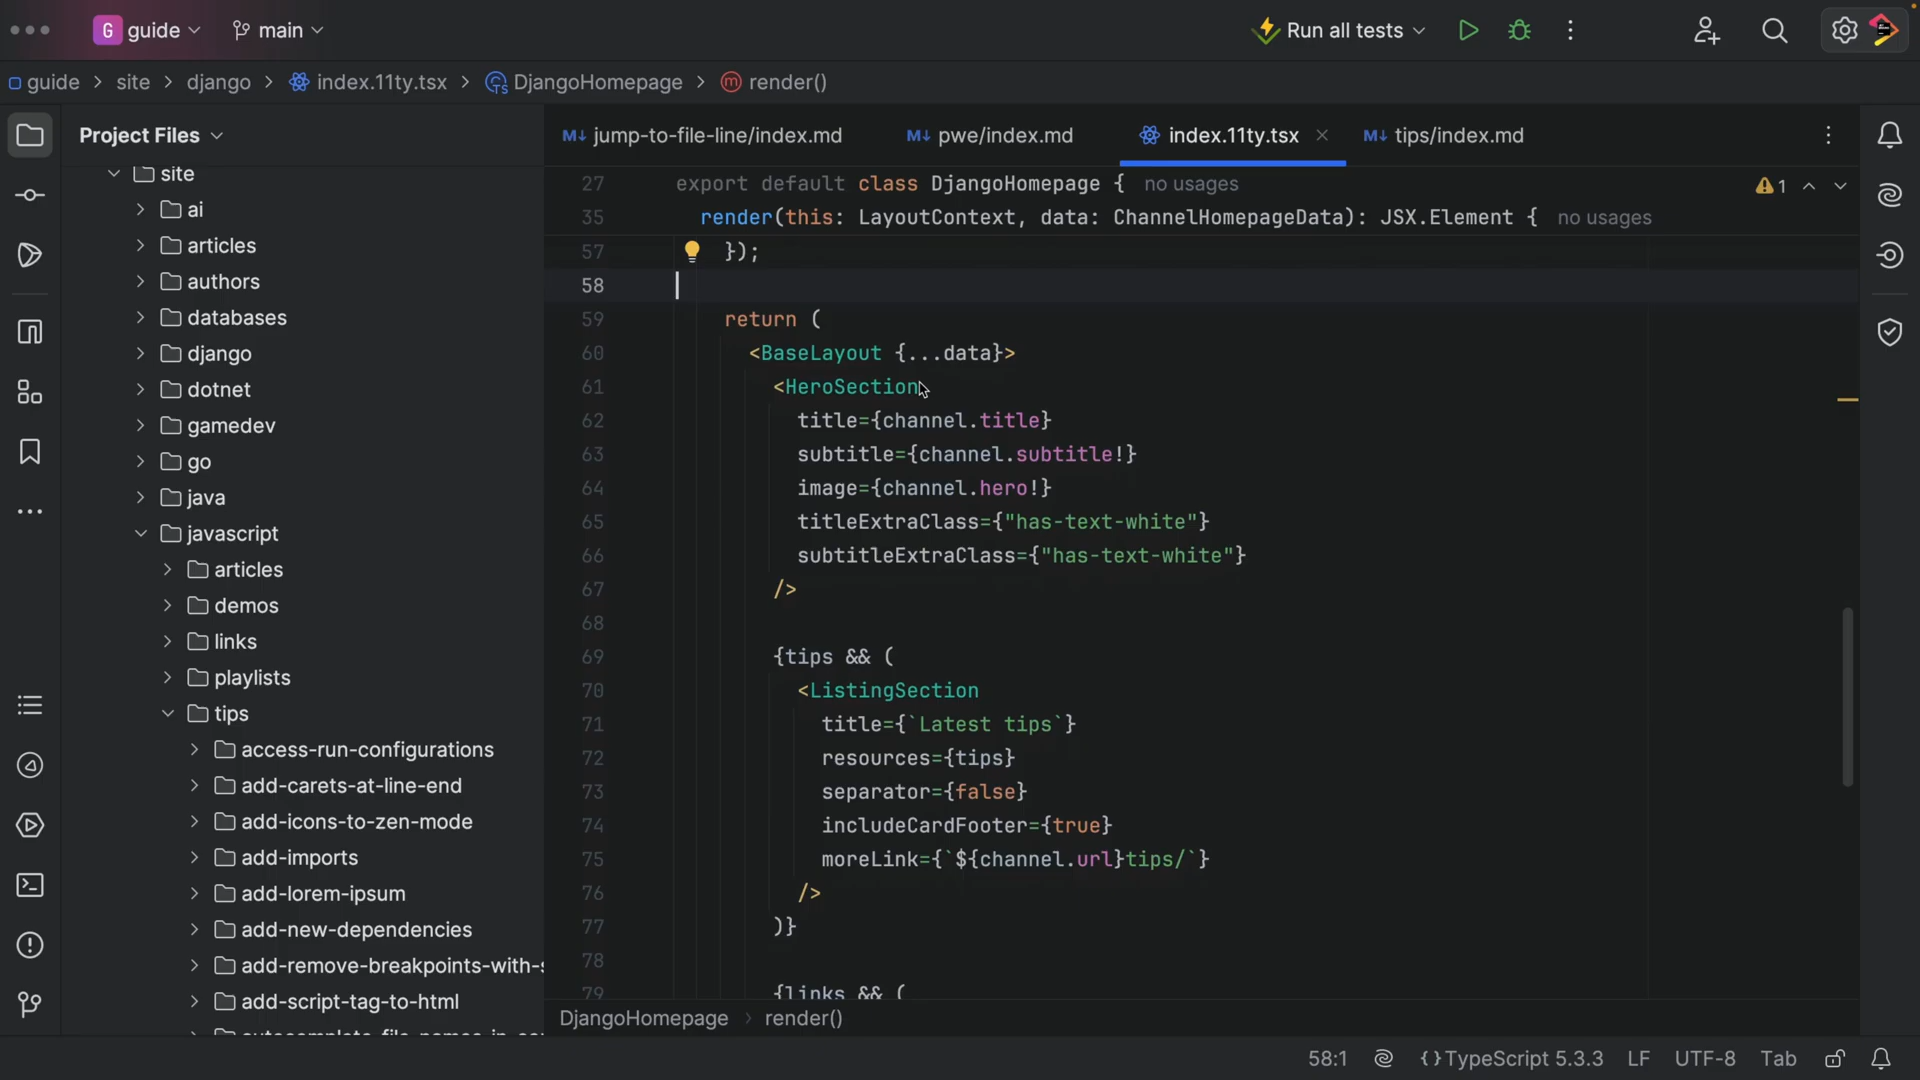 G guide main Run all tests
guide > site > django > index.11ty.tsx > DjangoHomepage > render()
Project Files
site
ai
articles
authors
databases
django
dotnet
gamedev
go
java
javascript
articles
demos
links
playlists
tips
access-run-configurations
add-carets-at-line-end
add-icons-to-zen-mode
add-imports
add-lorem-ipsum
add-new-dependencies
add-remove-breakpoints-with-
add-script-tag-to-html
jump-to-file-line/index.md pwe/index.md index.11ty.tsx tips/index.md
27 export default class DjangoHomepage { no usages 1
35 render(this: LayoutContext, data: ChannelHomepageData): JSX.Element { no usages
57 });
58
59 return (
60 <BaseLayout {...data}>
61 <HeroSection
62 title={channel.title}
63 subtitle={channel.subtitle!}
64 image={channel.hero!}
65 titleExtraClass={"has-text-white"}
66 subtitleExtraClass={"has-text-white"}
67 />
68
69 {tips && (
70 <ListingSection
71 title={`Latest tips`}
72 resources={tips}
73 separator={false}
74 includeCardFooter={true}
75 moreLink={`${channel.url}tips/`}
76 />
77 )}
78
79 {links && (
DjangoHomepage > render()
58:1 {} TypeScript 5.3.3 LF UTF-8 Tab